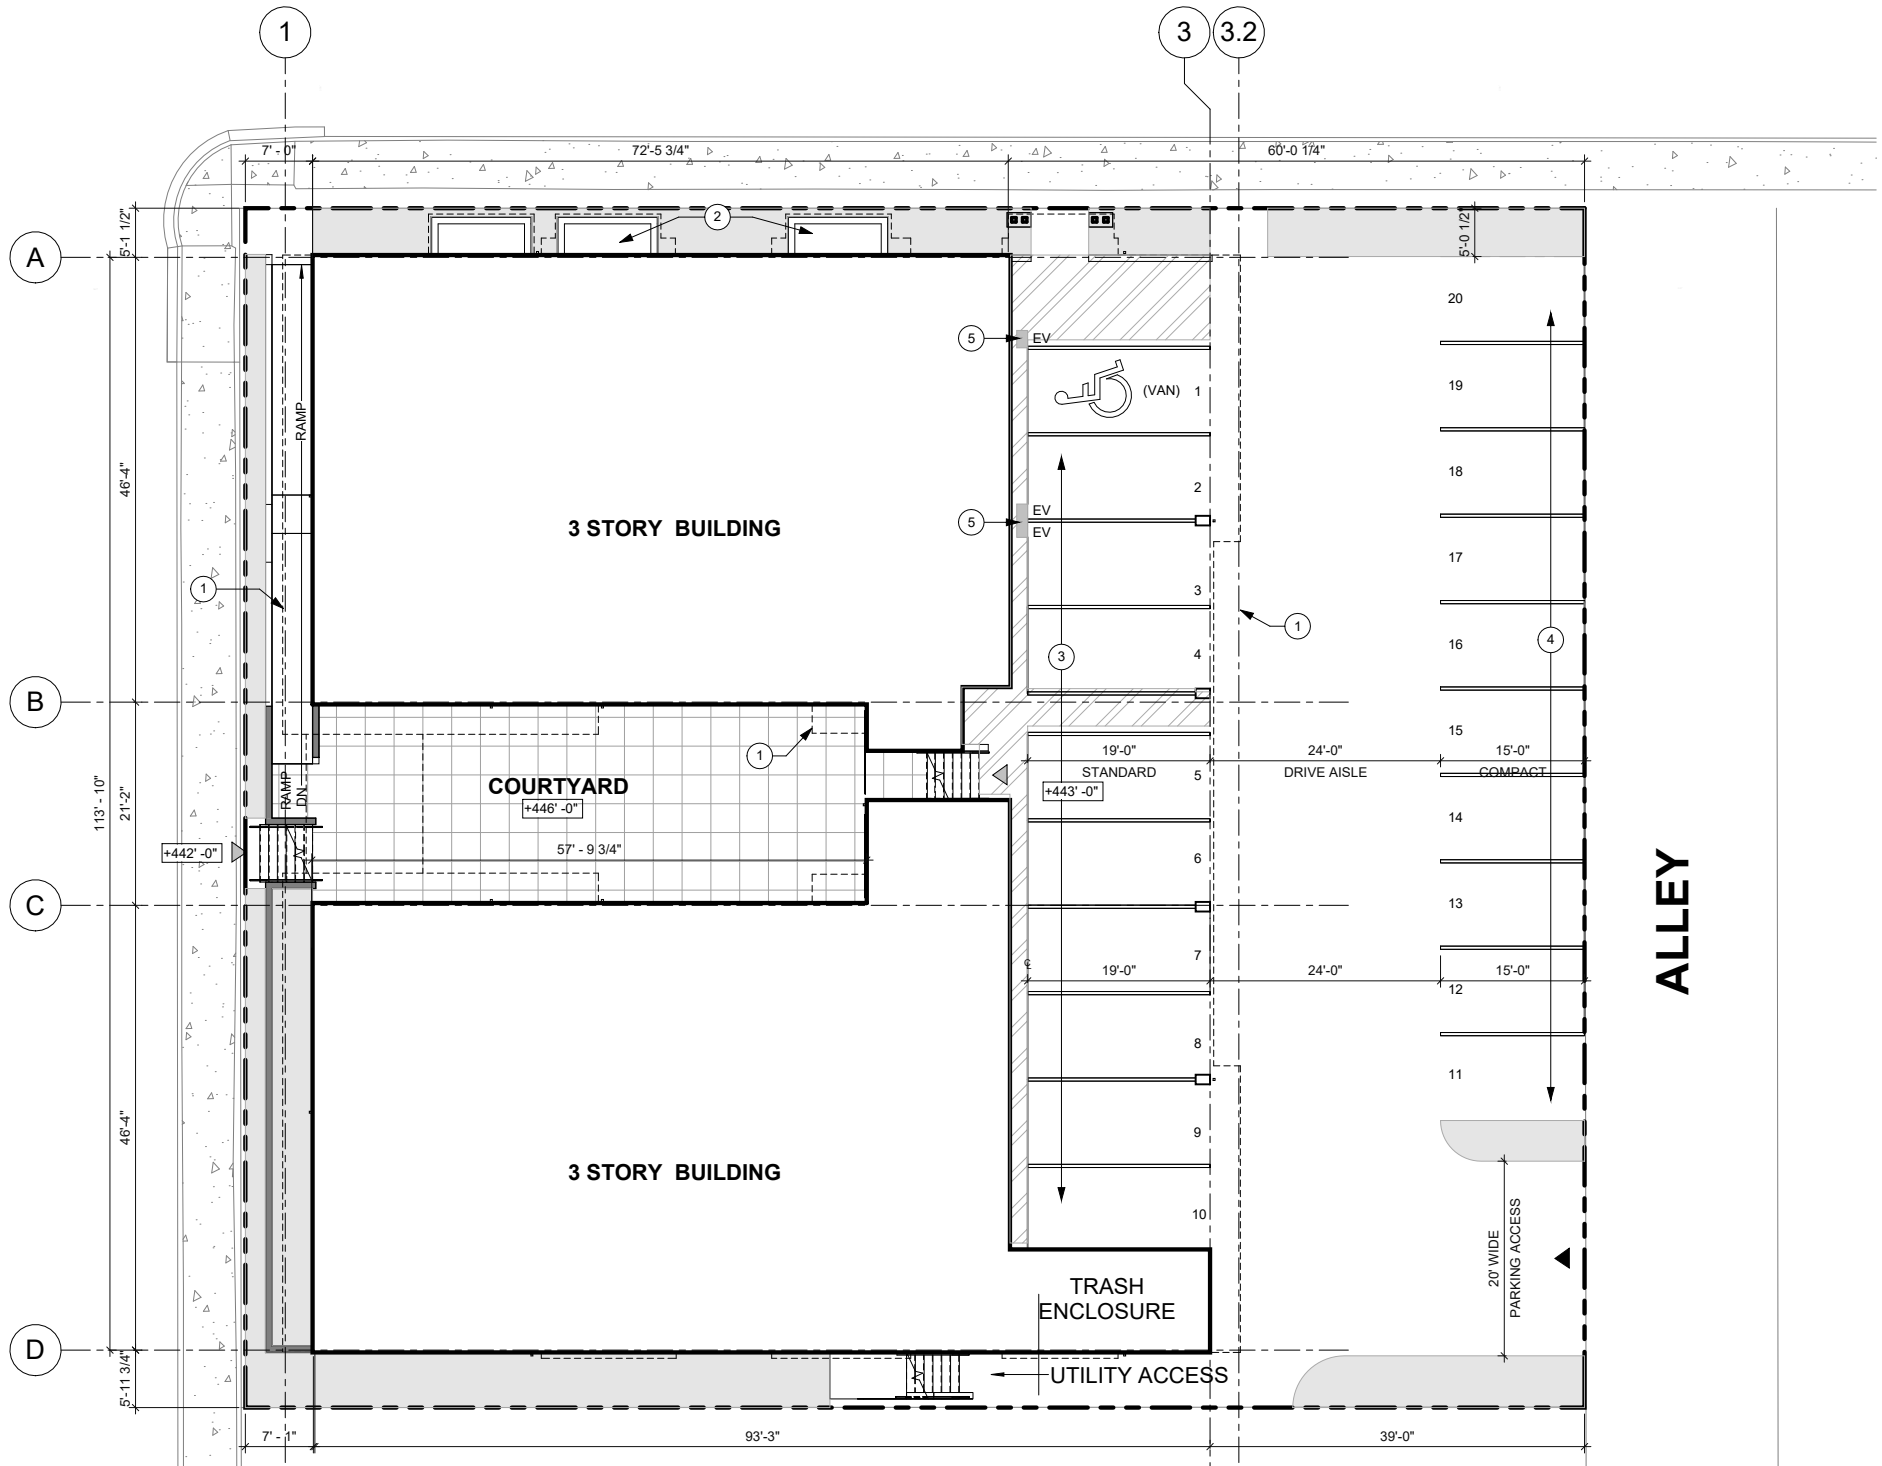 1
3
3.2
7' - 0"
72'-5 3/4"
60'-0 1/4"
5'-1 1/2"
2
5'-0 1/2"
A
20
5
EV
RAMP
(VAN)
1
19
46'-4"
2
18
3 STORY BUILDING
5
EV
EV
17
1
3
1
3
4
16
4
B
15
1
19'-0"
24'-0"
15'-0"
STANDARD
DRIVE AISLE
COMPACT
5
COURTYARD
+446' -0"
+443' -0"
RAMP
DN
113' - 10"
21'-2"
14
57' - 9 3/4"
+442' -0"
6
C
13
ALLEY
7
℄
19'-0"
24'-0"
15'-0"
12
8
11
46'-4"
9
3 STORY BUILDING
10
20' WIDE
PARKING ACCESS
TRASH
ENCLOSURE
D
UTILITY ACCESS
5'-11 3/4"
7' - 1"
93'-3"
39'-0"